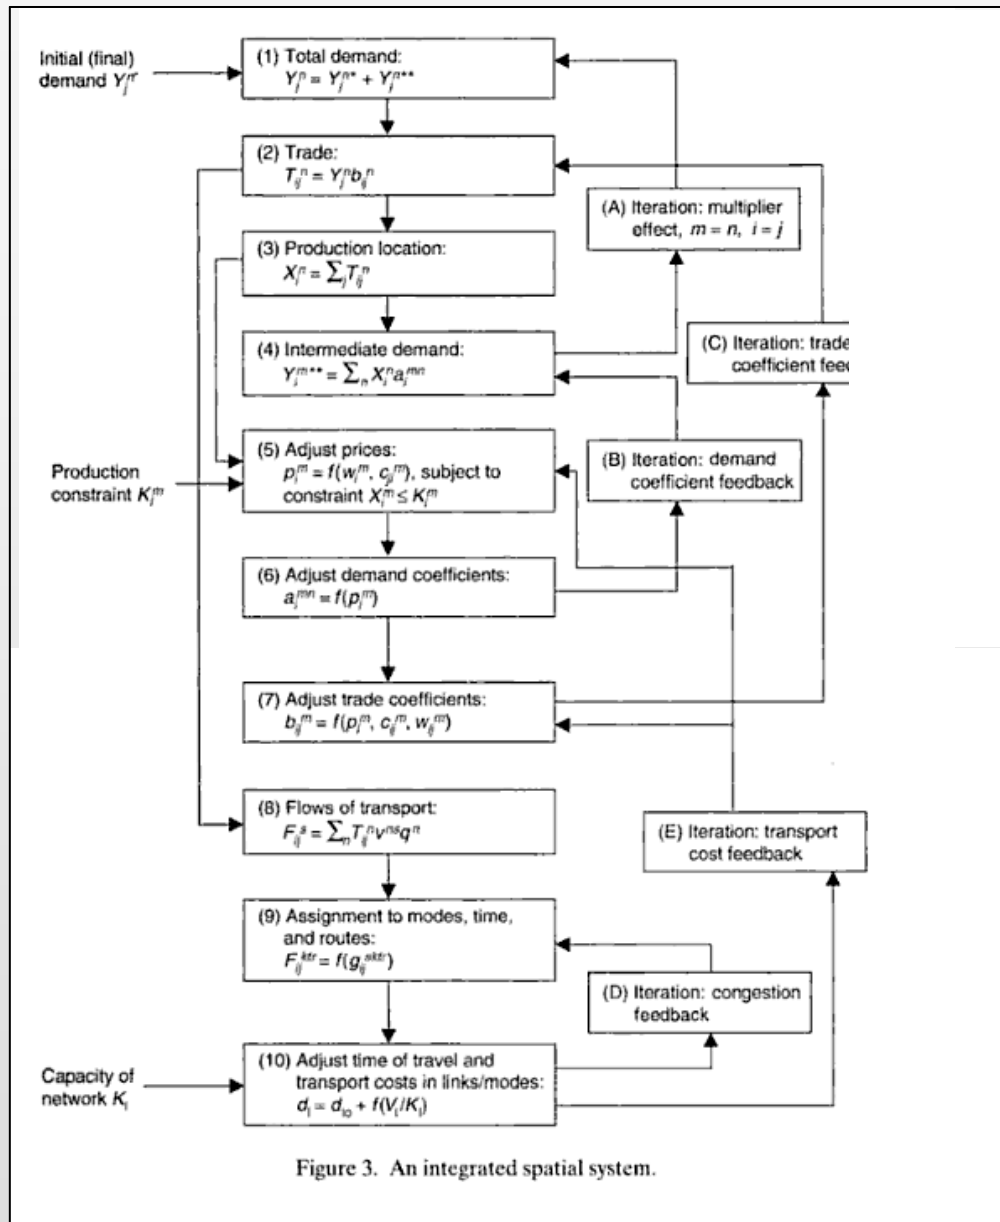 Initial (final)
demand Y_j^n
(1) Total demand:
Y_j^n = Y_j^n* + Y_j^n**
(2) Trade:
T_ij^n = Y_j^n b_ij^n
(A) Iteration: multiplier
effect, m = n, i = j
(3) Production location:
X_i^n = ∑_j T_ij^n
(4) Intermediate demand:
Y_i^m** = ∑_n X_i^n a_i^mn
(C) Iteration: trade
coefficient fee
(5) Adjust prices:
p_i^m = f(w_i^m, c_ji^m), subject to
constraint X_i^m ≤ K_i^m
Production
constraint K_i^m
(B) Iteration: demand
coefficient feedback
(6) Adjust demand coefficients:
a_i^mn = f(p_i^m)
(7) Adjust trade coefficients:
b_ij^m = f(p_i^m, c_ij^m, w_ij^m)
(8) Flows of transport:
F_ij^s = ∑_n T_ij^n v^ns q^n
(E) Iteration: transport
cost feedback
(9) Assignment to modes, time,
and routes:
F_ij^ktr = f(g_ij^sktr)
(D) Iteration: congestion
feedback
(10) Adjust time of travel and
transport costs in links/modes:
d_l = d_lo + f(V_l/K_l)
Capacity of
network K_l
Figure 3. An integrated spatial system.